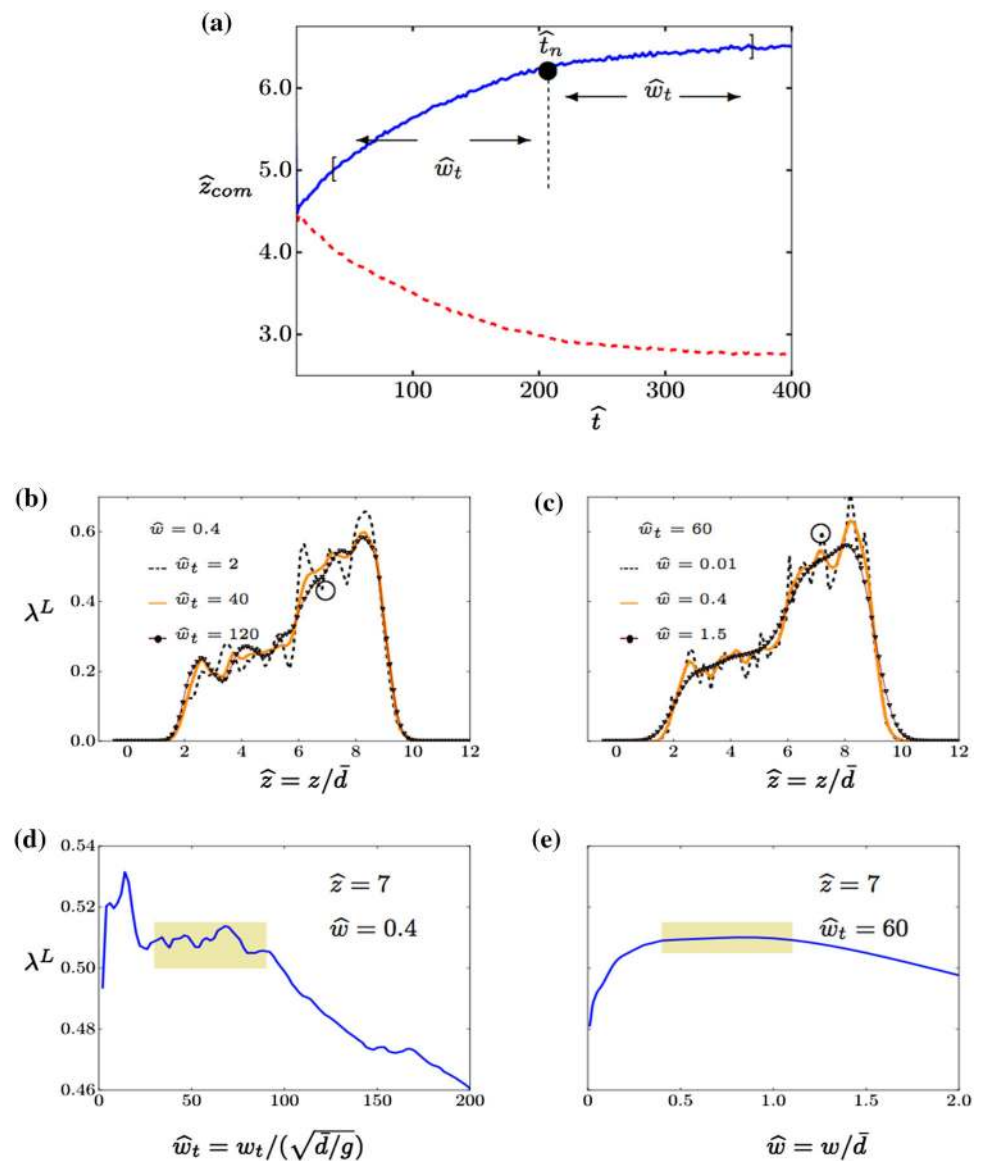 (a)
t̂ₙ
6.0
ŵₜ
5.0
ẑ_com
ŵₜ
4.0
3.0
100 200 300 400
t̂
(b)
0.6
ŵ = 0.4
ŵₜ = 2
0.4
ŵₜ = 40
λᴸ
ŵₜ = 120
0.2
0.0
0 2 4 6 8 10 12
ẑ = z/d̄
(c)
ŵₜ = 60
ŵ = 0.01
ŵ = 0.4
ŵ = 1.5
0 2 4 6 8 10 12
ẑ = z/d̄
(d)
0.54
ẑ = 7
0.52
ŵ = 0.4
λᴸ
0.50
0.48
0.46
0 50 100 150 200
ŵₜ = wₜ/(√d̄/g)
(e)
ẑ = 7
ŵₜ = 60
0.0 0.5 1.0 1.5 2.0
ŵ = w/d̄